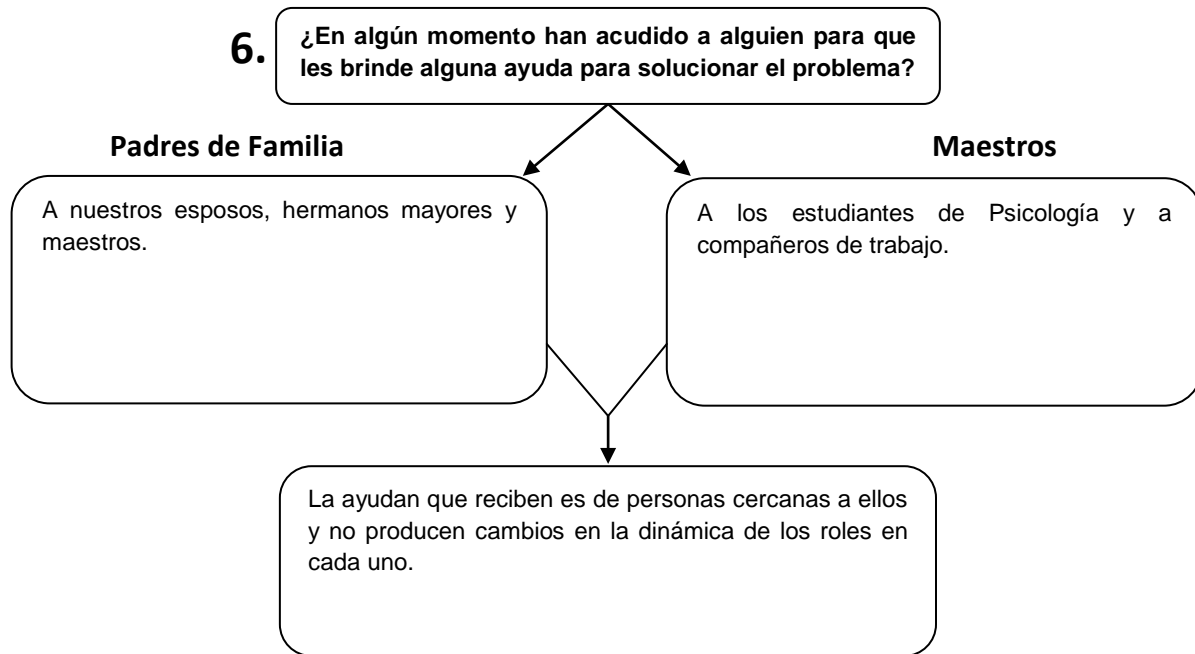 6.
¿En algún momento han acudido a alguien para que
les brinde alguna ayuda para solucionar el problema?
Padres de Familia
Maestros
A nuestros esposos, hermanos mayores y
maestros.
A los estudiantes de Psicología y a
compañeros de trabajo.
La ayudan que reciben es de personas cercanas a ellos
y no producen cambios en la dinámica de los roles en
cada uno.